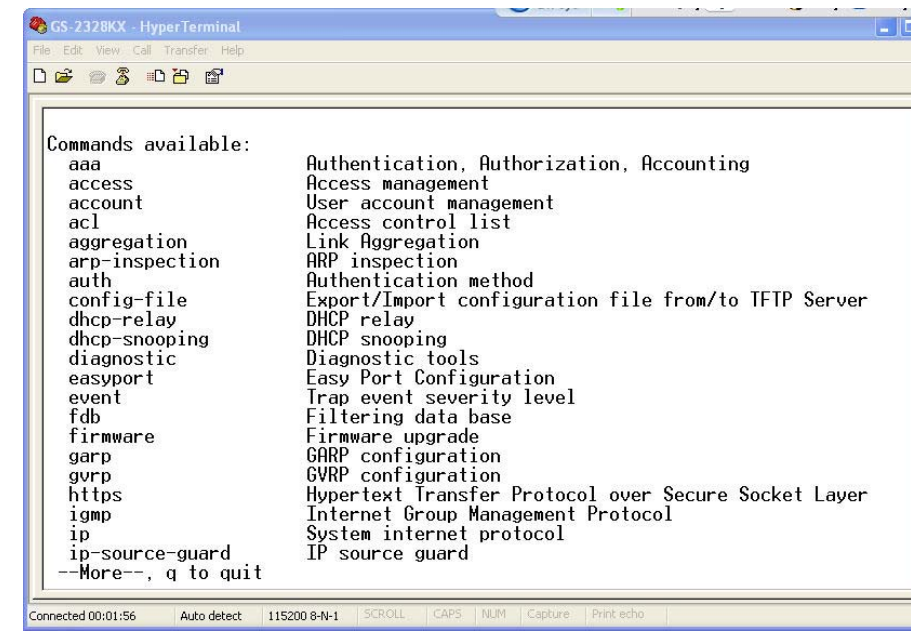 GS-2328KX - HyperTerminal
File Edit View Call Transfer Help
Commands available:
aaa Authentication, Authorization, Accounting
access Access management
account User account management
acl Access control list
aggregation Link Aggregation
arp-inspection ARP inspection
auth Authentication method
config-file Export/Import configuration file from/to TFTP Server
dhcp-relay DHCP relay
dhcp-snooping DHCP snooping
diagnostic Diagnostic tools
easyport Easy Port Configuration
event Trap event severity level
fdb Filtering data base
firmware Firmware upgrade
garp GARP configuration
gvrp GVRP configuration
https Hypertext Transfer Protocol over Secure Socket Layer
igmp Internet Group Management Protocol
ip System internet protocol
ip-source-guard IP source guard
--More--, q to quit
Connected 00:01:56 Auto detect 115200 8-N-1 SCROLL CAPS NUM Capture Print echo